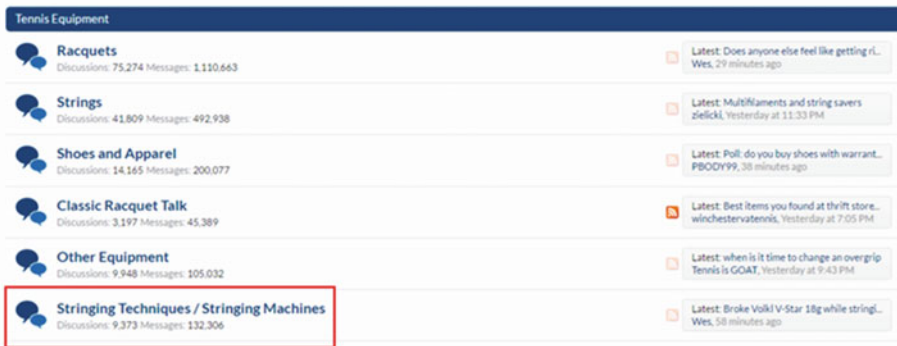 Tennis Equipment
Racquets
Discussions: 75,274 Messages: 1,110,663
Latest: Does anyone else feel like getting ri...
Wes, 29 minutes ago
Strings
Discussions: 41,809 Messages: 492,938
Latest: Multifilaments and string savers
zielicki, Yesterday at 11:33 PM
Shoes and Apparel
Discussions: 14,165 Messages: 200,077
Latest: Poll: do you buy shoes with warrant...
PBODY99, 38 minutes ago
Classic Racquet Talk
Discussions: 3,197 Messages: 45,389
Latest: Best items you found at thrift store...
winchestervatennis, Yesterday at 7:05 PM
Other Equipment
Discussions: 9,948 Messages: 105,032
Latest: when is it time to change an overgrip
Tennis is GOAT, Yesterday at 9:43 PM
Stringing Techniques / Stringing Machines
Discussions: 9,373 Messages: 132,306
Latest: Broke Volkl V-Star 18g while stringi...
Wes, 58 minutes ago